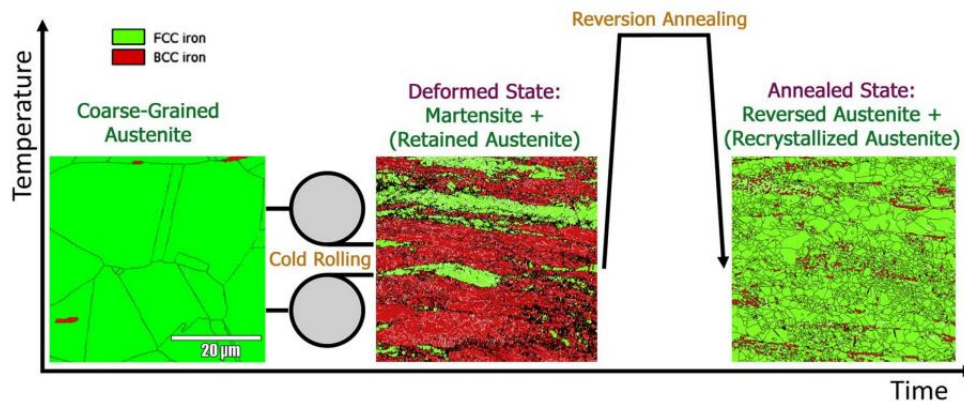 Reversion Annealing
FCC iron
BCC iron
Temperature
Coarse-Grained
Austenite
Deformed State:
Martensite +
(Retained Austenite)
Annealed State:
Reversed Austenite +
(Recrystallized Austenite)
Cold Rolling
20 µm
Time